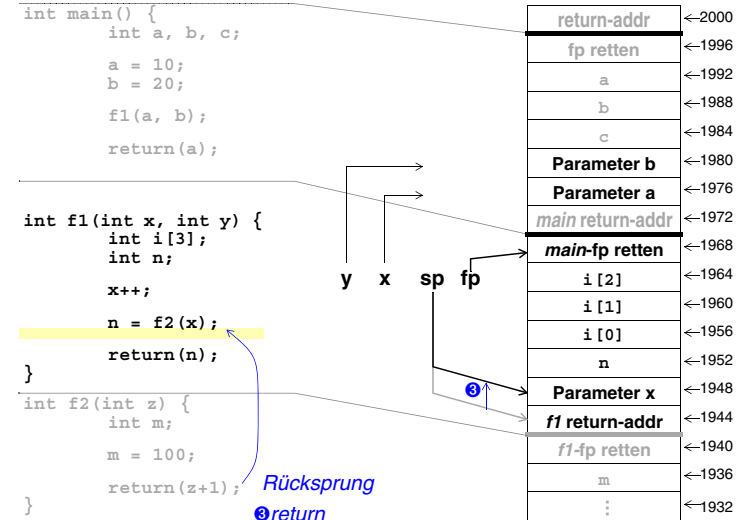 int main() {
int a, b, c;
a = 10;
b = 20;
f1(a, b);
return(a);
int f1(int x, int y) {
int i[3];
int n;
x++;
n = f2(x);
return(n);
}
int f2(int z) {
int m;
m = 100;
return(z+1);
}
Rücksprung
❸return
y x sp fp
❸
return-addr ←2000
fp retten ←1996
a ←1992
b ←1988
c ←1984
Parameter b ←1980
Parameter a ←1976
main return-addr ←1972
main-fp retten ←1968
i[2] ←1964
i[1] ←1960
i[0] ←1956
n ←1952
Parameter x ←1948
f1 return-addr ←1944
f1-fp retten ←1940
m ←1936
⋮ ←1932